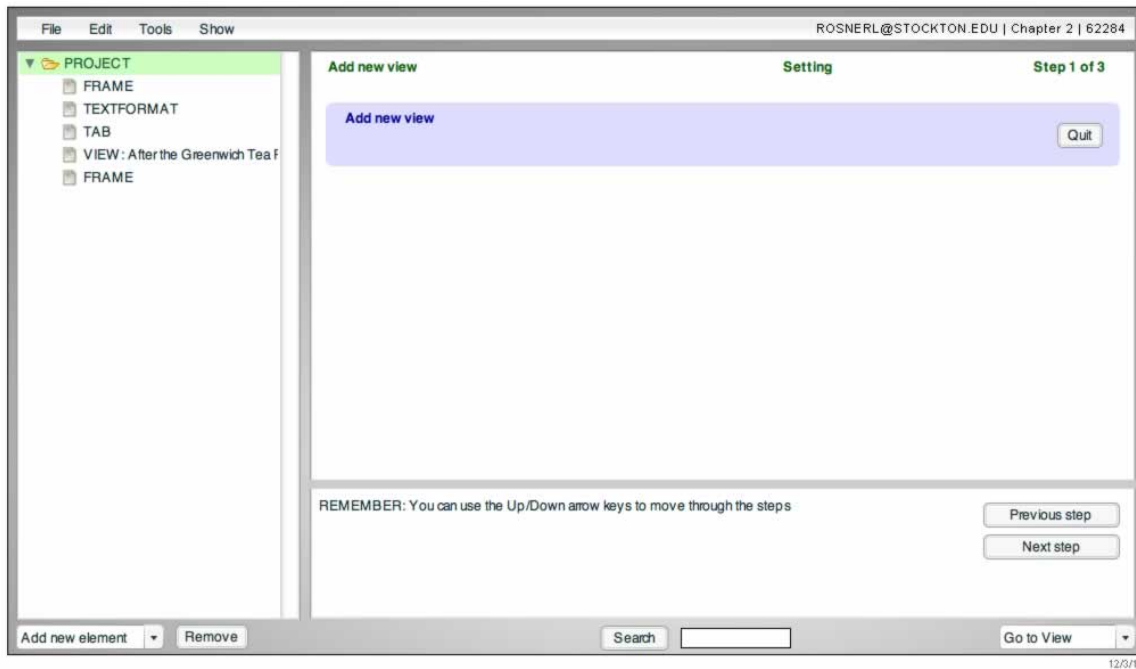 File Edit Tools Show ROSNERL@STOCKTON.EDU | Chapter 2 | 62284
PROJECT
FRAME
TEXTFORMAT
TAB
VIEW : After the Greenwich Tea
FRAME
Add new view Setting Step 1 of 3
Add new view
Quit
REMEMBER: You can use the Up/Down arrow keys to move through the steps
Previous step
Next step
Add new element Remove Search Go to View
12/3/1